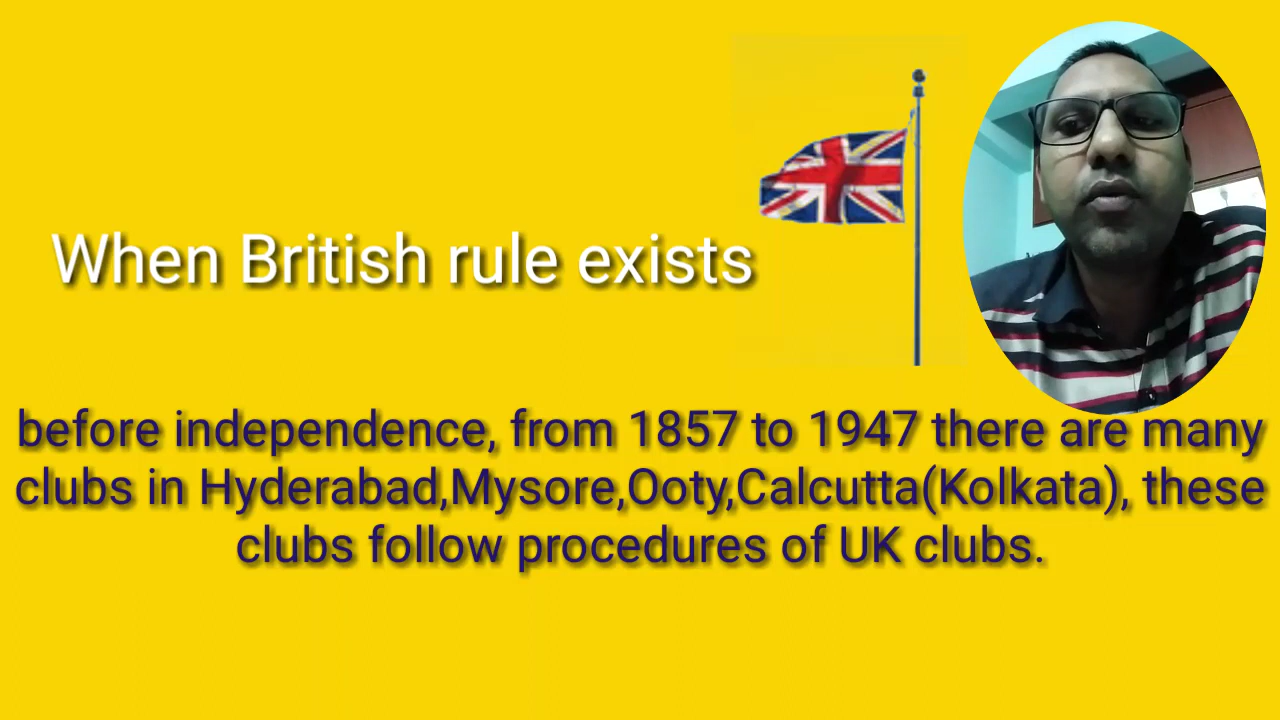 When British rule exists
before independence, from 1857 to 1947 there are many
clubs in Hyderabad,Mysore,Ooty,Calcutta(Kolkata), these
clubs follow procedures of UK clubs.